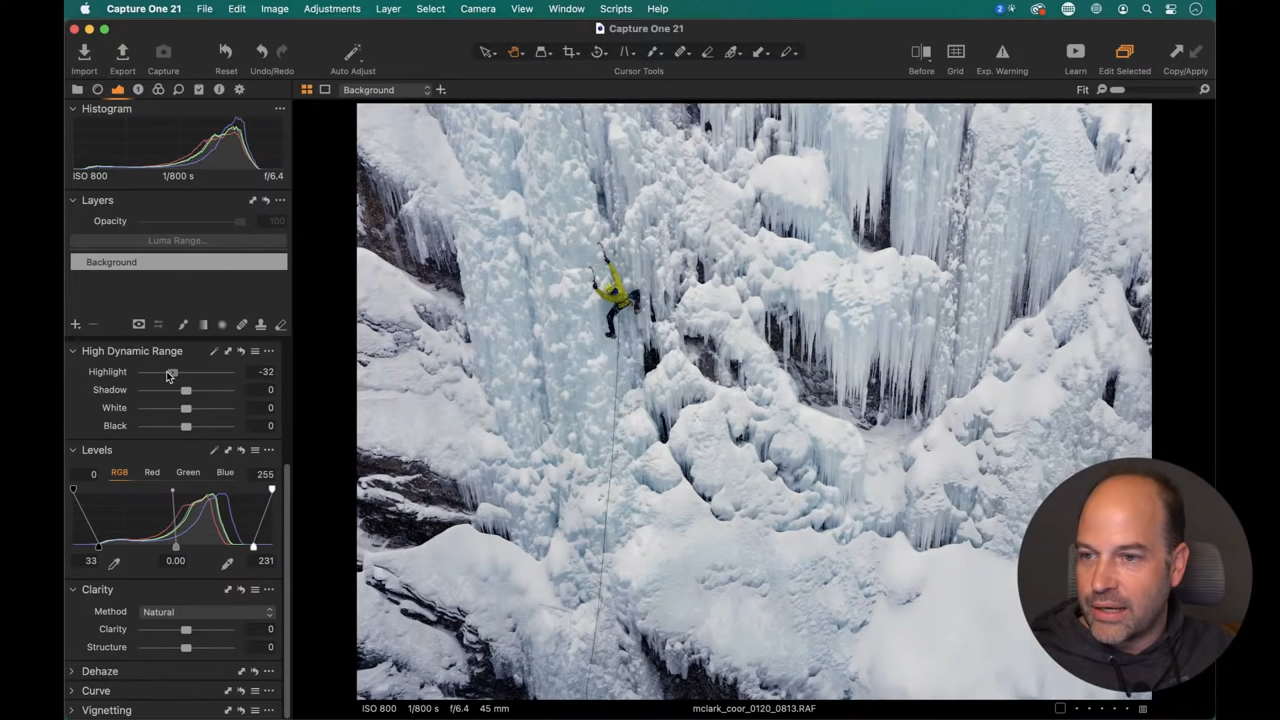 Capture One 21 File Edit Image Adjustments Layer Select Camera View Window Scripts Help 2
Capture One 21
Import Export Capture Reset Undo/Redo Auto Adjust Cursor Tools Before Grid Exp. Warning Learn Edit Selected Copy/Apply
Background Fit
Histogram
ISO 800 1/800 s f/6.4
Layers
Opacity 100
Luma Range...
Background
High Dynamic Range
Highlight -32
Shadow 0
White 0
Black 0
Levels
0 RGB Red Green Blue 255
33 0.00 231
Clarity
Method Natural
Clarity 0
Structure 0
Dehaze
Curve
Vignetting
ISO 800 1/800 s f/6.4 45 mm mclark_coor_0120_0813.RAF